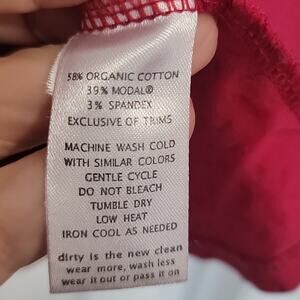 58% ORGANIC COTTON
39% MODAL®
3% SPANDEX
EXCLUSIVE OF TRIMS
MACHINE WASH COLD
WITH SIMILAR COLORS
GENTLE CYCLE
DO NOT BLEACH
TUMBLE DRY
LOW HEAT
IRON COOL AS NEEDED
dirty is the new clean
wear more, wash less
wear it out or pass it on